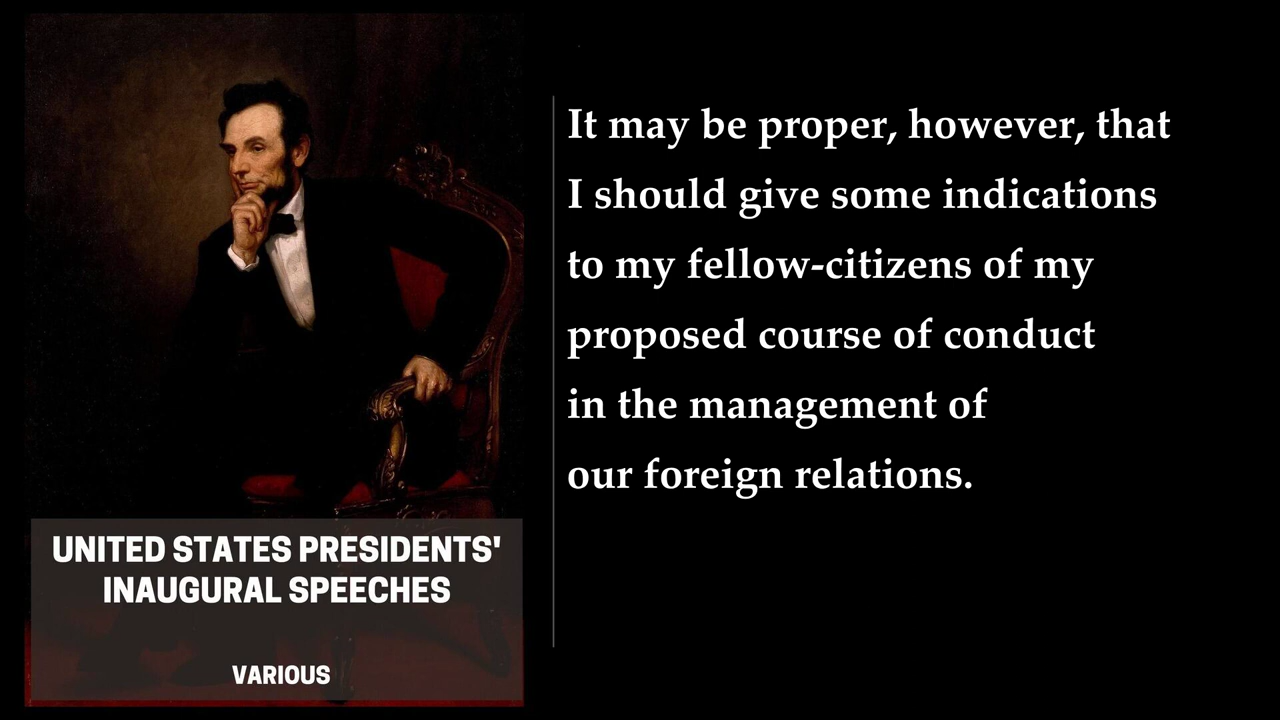 It may be proper, however, that
I should give some indications
to my fellow-citizens of my
proposed course of conduct
in the management of
our foreign relations.
UNITED STATES PRESIDENTS'
INAUGURAL SPEECHES
VARIOUS